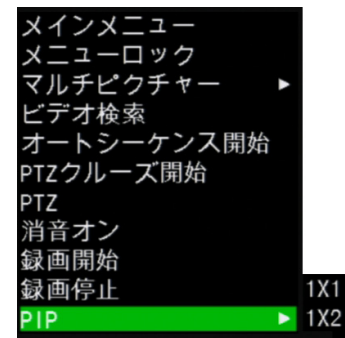 メインメニュー
メニューロック
マルチピクチャー ▶
ビデオ検索
オートシーケンス開始
PTZクルーズ開始
PTZ
消音オン
録画開始
録画停止
PIP ▶
1X1
1X2